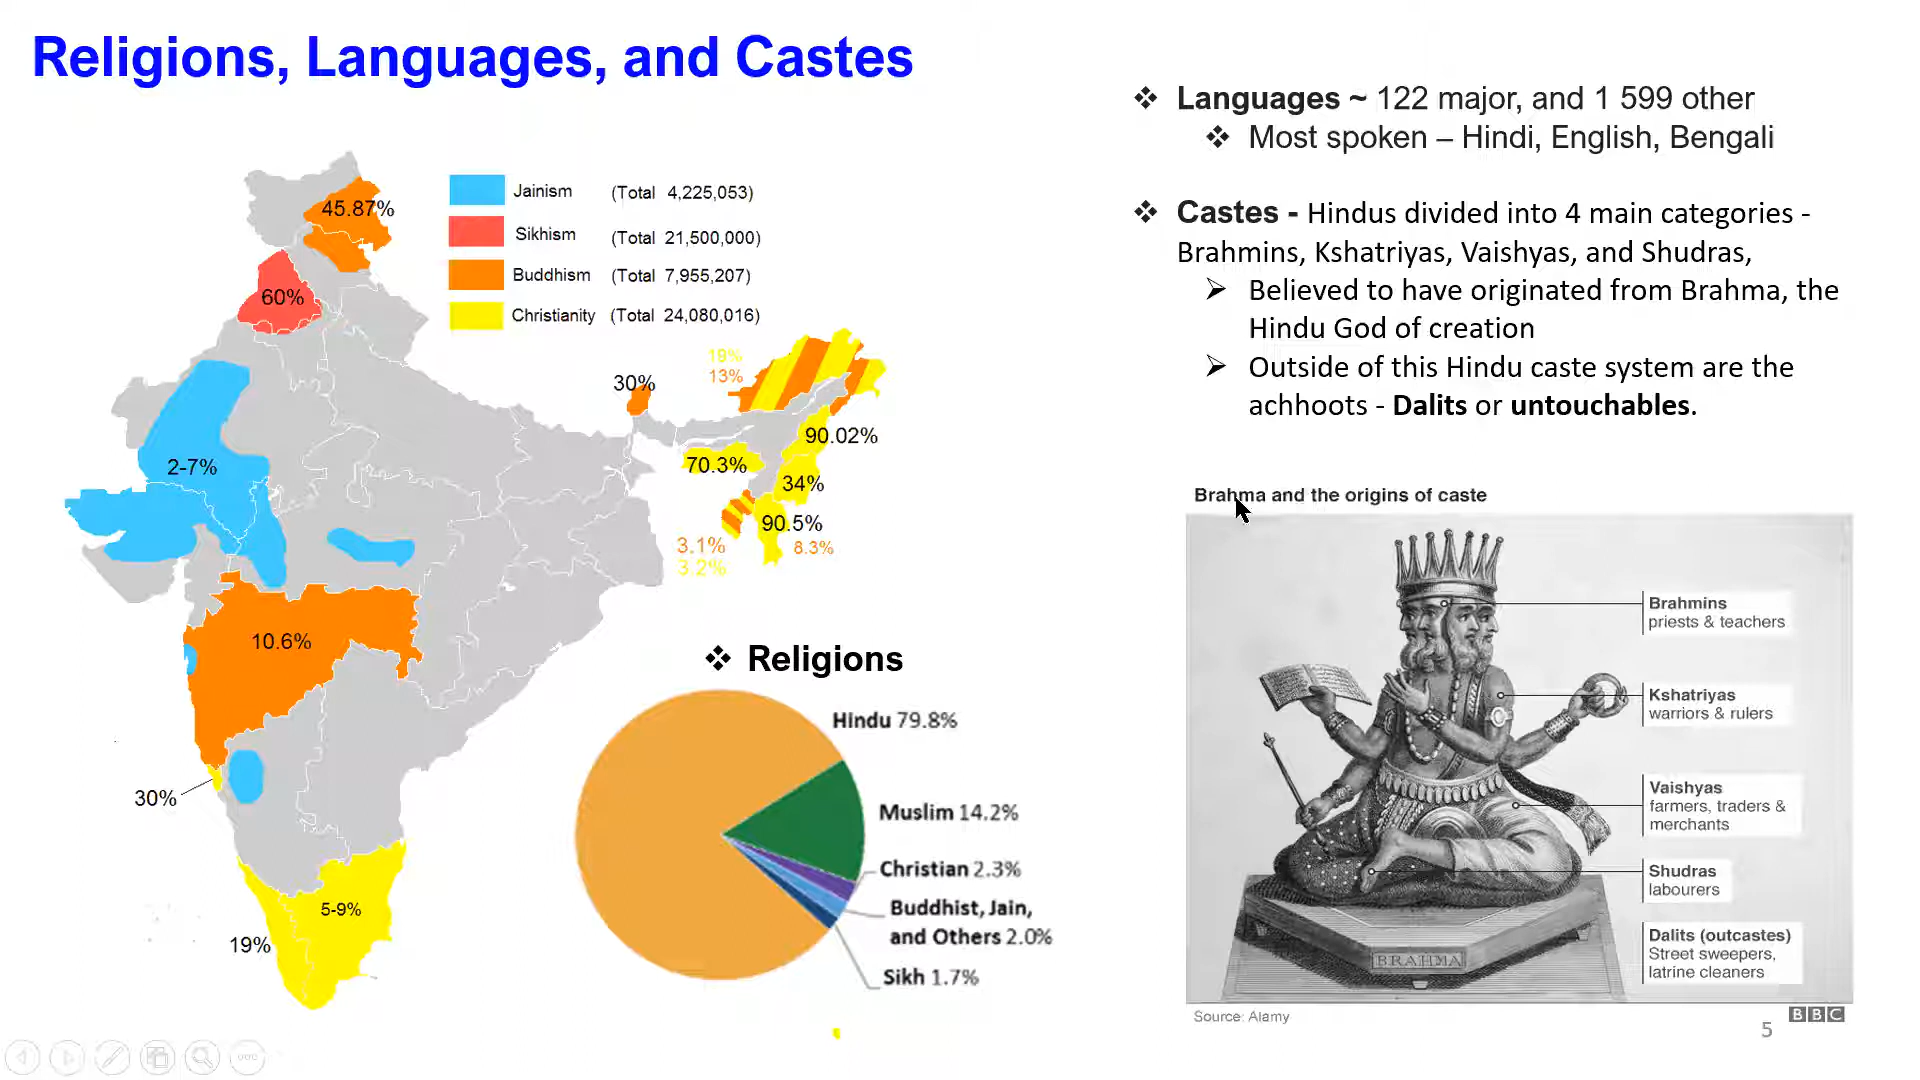 Religions, Languages, and Castes
45.87%
60%
2-7%
10.6%
30%
19%
5-9%
Jainism (Total 4,225,053)
Sikhism (Total 21,500,000)
Buddhism (Total 7,955,207)
Christianity (Total 24,080,016)
30%
19%
13%
90.02%
70.3%
34%
90.5%
3.1%
8.3%
3.2%
❖ Religions
Hindu 79.8%
Muslim 14.2%
Christian 2.3%
Buddhist, Jain,
and Others 2.0%
Sikh 1.7%
❖ Languages ~ 122 major, and 1 599 other
❖ Most spoken – Hindi, English, Bengali
❖ Castes - Hindus divided into 4 main categories -
Brahmins, Kshatriyas, Vaishyas, and Shudras,
➢ Believed to have originated from Brahma, the
Hindu God of creation
➢ Outside of this Hindu caste system are the
achhoots - Dalits or untouchables.
Brahma and the origins of caste
Brahmins
priests & teachers
Kshatriyas
warriors & rulers
Vaishyas
farmers, traders &
merchants
Shudras
labourers
Dalits (outcastes)
Street sweepers,
latrine cleaners
BRAHMA
Source: Alamy
BBC
5